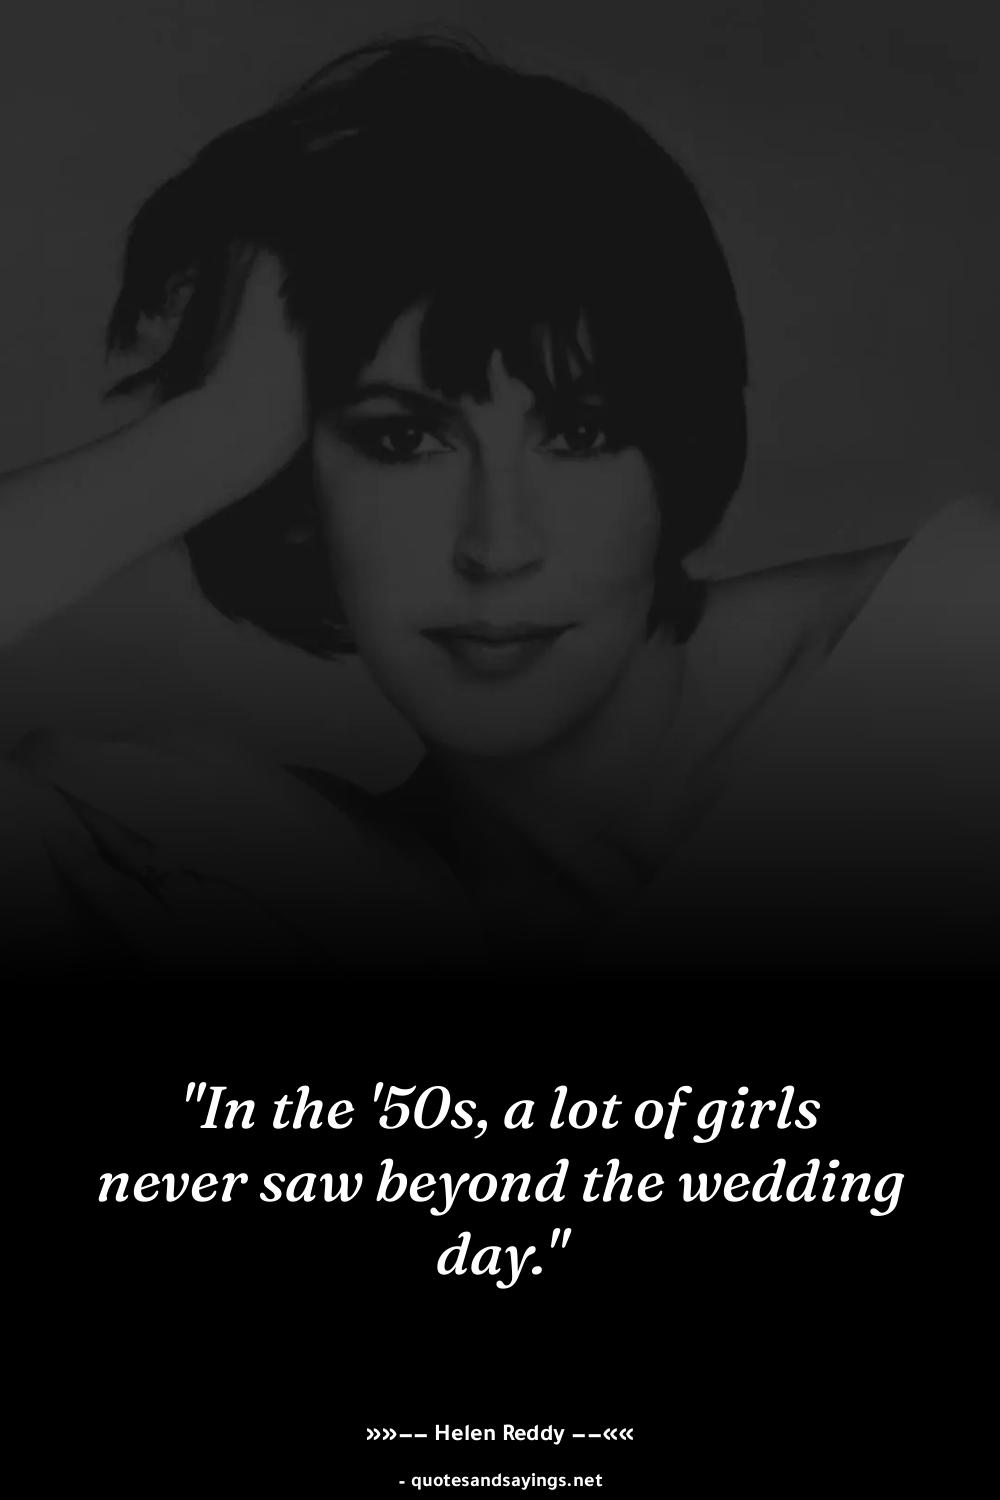 "In the '50s, a lot of girls
never saw beyond the wedding
day."
»»-- Helen Reddy --««
- quotesandsayings.net